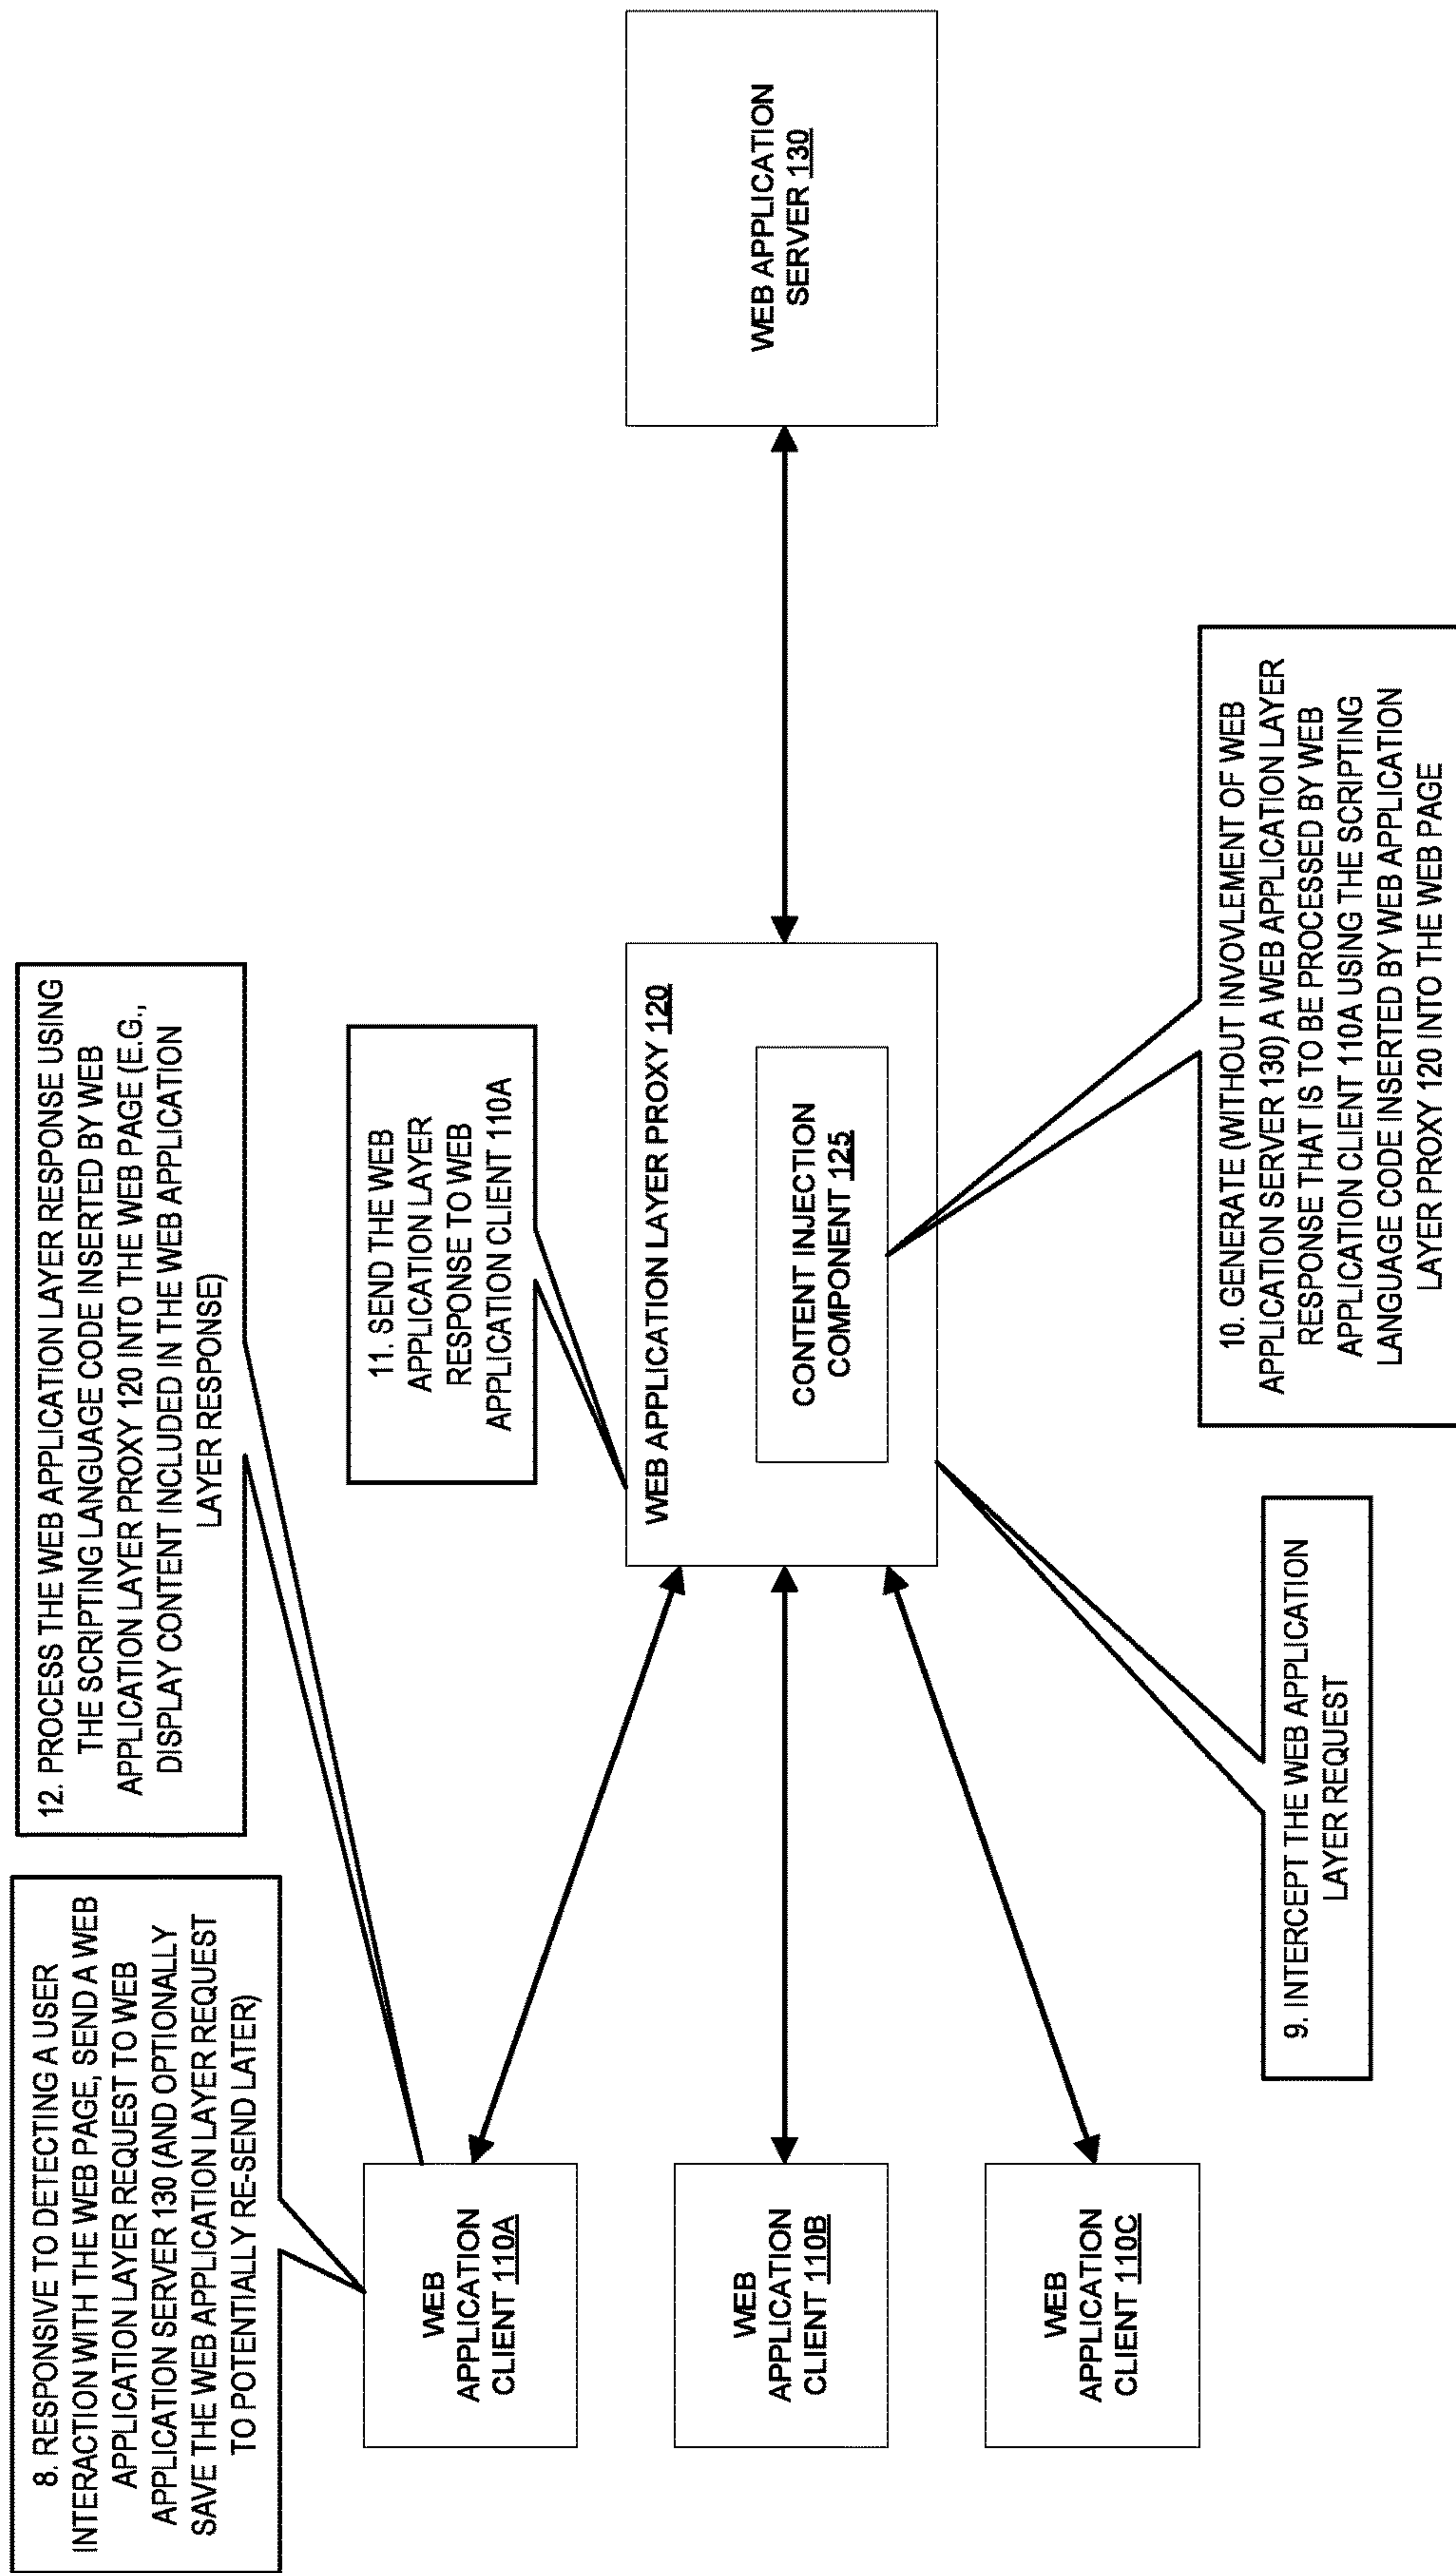 8. RESPONSIVE TO DETECTING A USER
INTERACTION WITH THE WEB PAGE, SEND A WEB
APPLICATION LAYER REQUEST TO WEB
APPLICATION SERVER 130 (AND OPTIONALLY
SAVE THE WEB APPLICATION LAYER REQUEST
TO POTENTIALLY RE-SEND LATER)
12. PROCESS THE WEB APPLICATION LAYER RESPONSE USING
THE SCRIPTING LANGUAGE CODE INSERTED BY WEB
APPLICATION LAYER PROXY 120 INTO THE WEB PAGE (E.G.,
DISPLAY CONTENT INCLUDED IN THE WEB APPLICATION
LAYER RESPONSE)
11. SEND THE WEB
APPLICATION LAYER
RESPONSE TO WEB
APPLICATION CLIENT 110A
WEB
APPLICATION
CLIENT 110A
WEB
APPLICATION
CLIENT 110B
WEB
APPLICATION
CLIENT 110C
WEB APPLICATION LAYER PROXY 120
CONTENT INJECTION
COMPONENT 125
WEB APPLICATION
SERVER 130
9. INTERCEPT THE WEB APPLICATION
LAYER REQUEST
10. GENERATE (WITHOUT INVOVLEMENT OF WEB
APPLICATION SERVER 130) A WEB APPLICATION LAYER
RESPONSE THAT IS TO BE PROCESSED BY WEB
APPLICATION CLIENT 110A USING THE SCRIPTING
LANGUAGE CODE INSERTED BY WEB APPLICATION
LAYER PROXY 120 INTO THE WEB PAGE